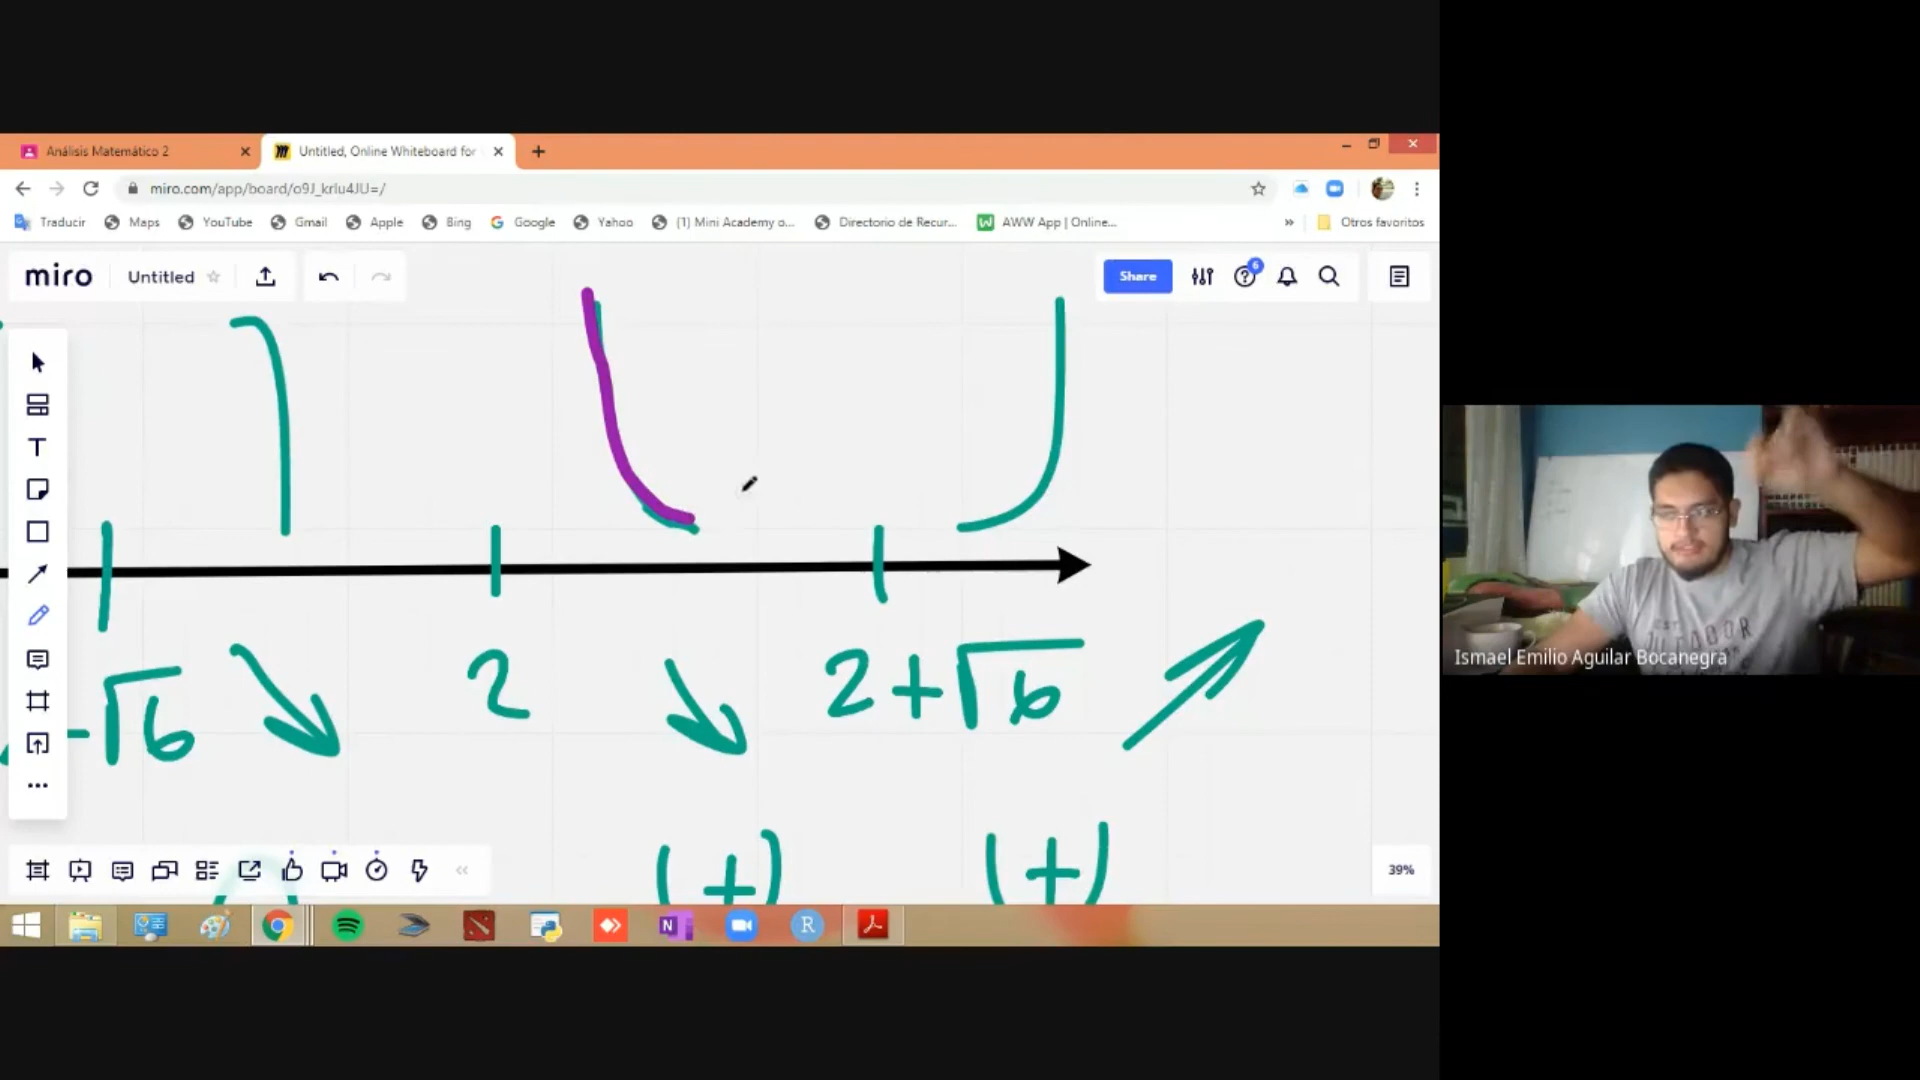 Análisis Matemático 2
Untitled, Online Whiteboard for
miro.com/app/board/o9J_krlu4JU=/
Traducir
Maps
YouTube
Gmail
Apple
Bing
Google
Yahoo
(1) Mini Academy o...
Directorio de Recur...
AWW App | Online...
»
Otros favoritos
miro
Untitled
Share
6
T
-√6
2
2+√6
(+)
(+)
39%
Ismael Emilio Aguilar Bocanegra